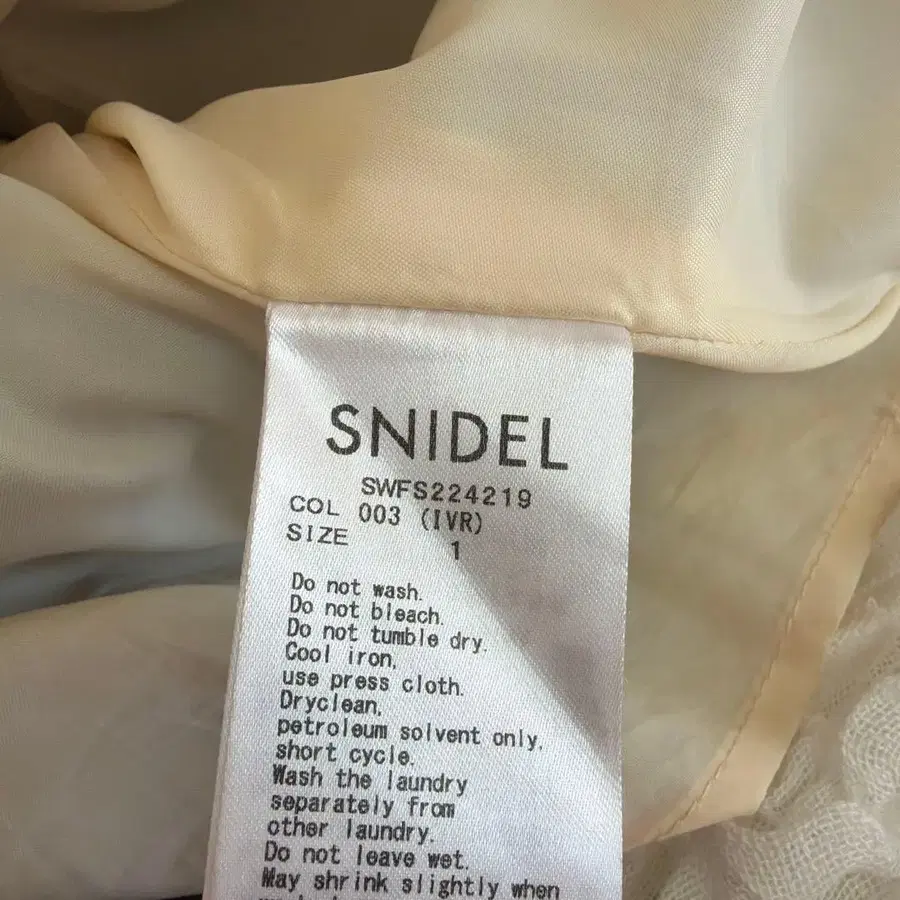 SNIDEL
SWFS224219
COL 003 (IVR)
SIZE 1
Do not wash.
Do not bleach.
Do not tumble dry.
Cool iron,
use press cloth.
Dryclean,
petroleum solvent only,
short cycle.
Wash the laundry
separately from
other laundry.
Do not leave wet.
May shrink slightly when